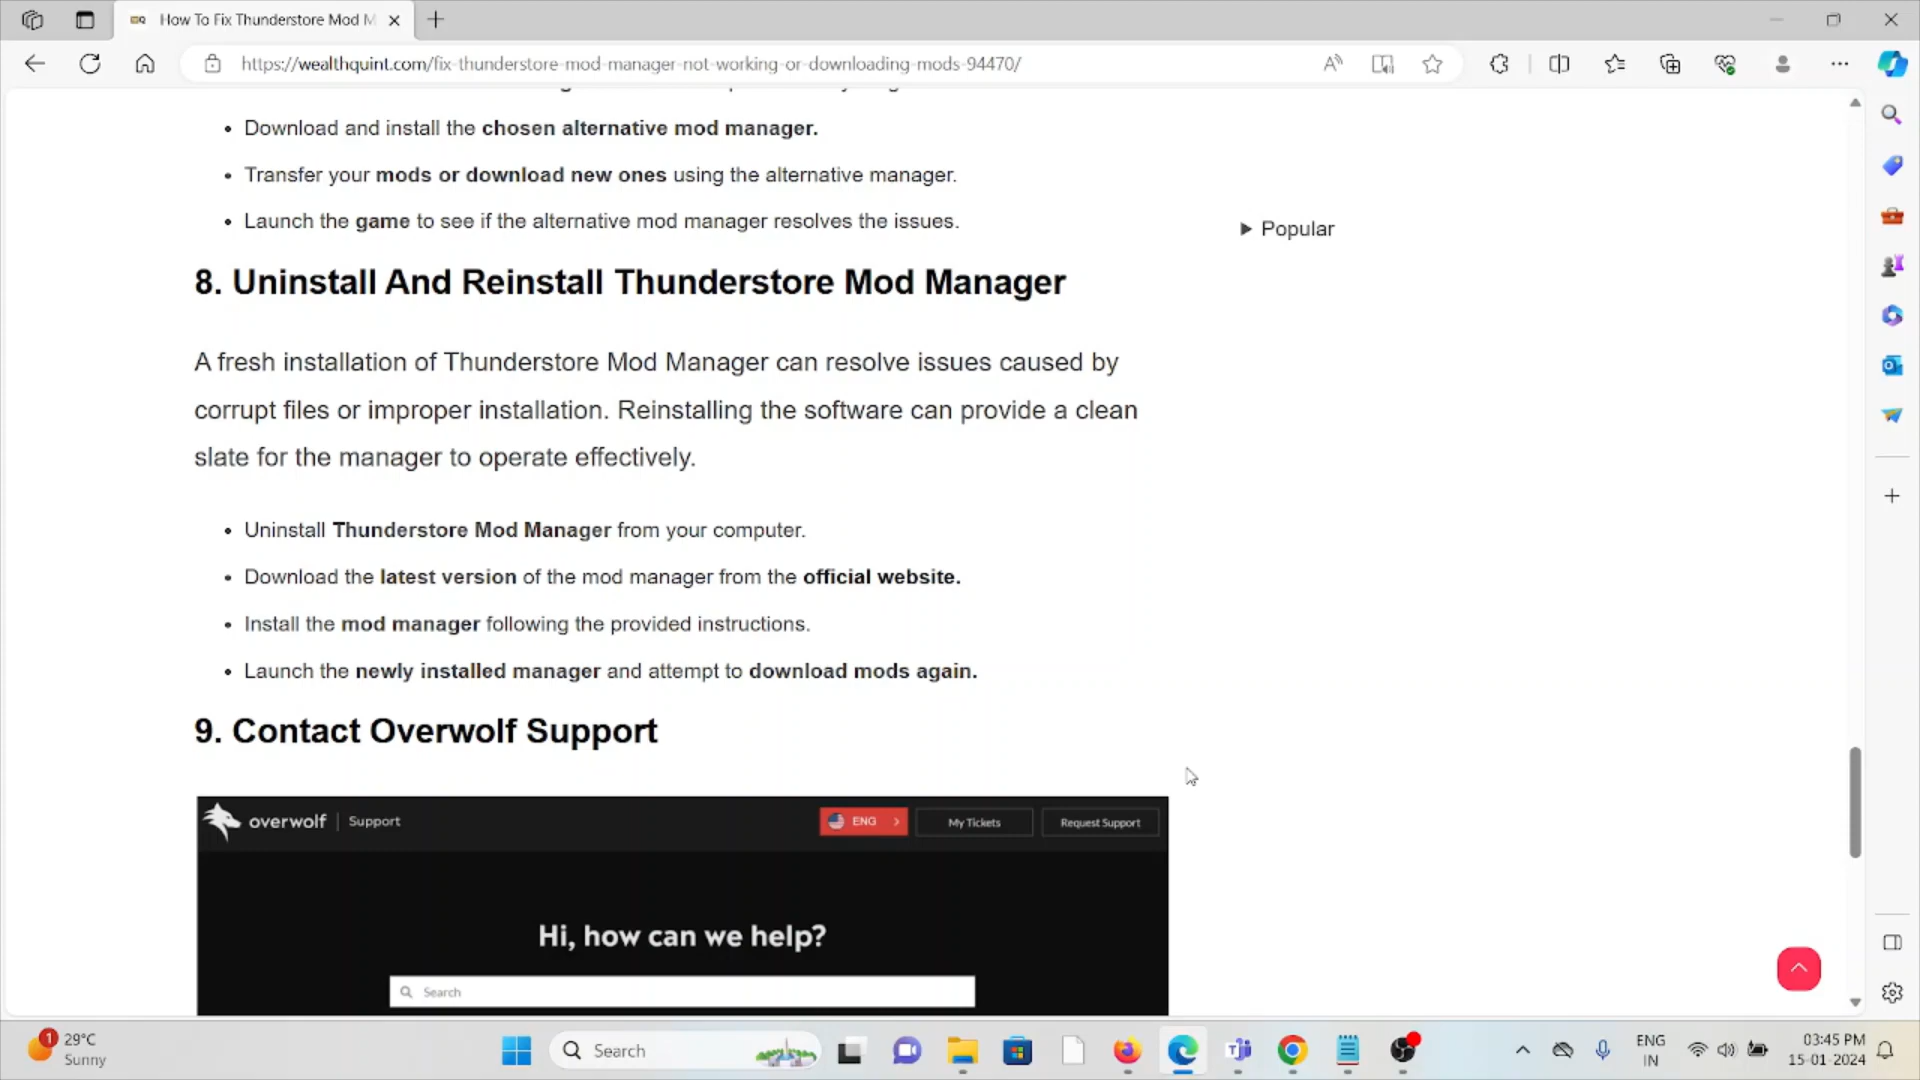 How To Fix Thunderstore Mod M
https://wealthquint.com/fix-thunderstore-mod-manager-not-working-or-downloading-mods-94470/
• Download and install the chosen alternative mod manager.
• Transfer your mods or download new ones using the alternative manager.
• Launch the game to see if the alternative mod manager resolves the issues.
Popular
8. Uninstall And Reinstall Thunderstore Mod Manager
A fresh installation of Thunderstore Mod Manager can resolve issues caused by
corrupt files or improper installation. Reinstalling the software can provide a clean
slate for the manager to operate effectively.
• Uninstall Thunderstore Mod Manager from your computer.
• Download the latest version of the mod manager from the official website.
• Install the mod manager following the provided instructions.
• Launch the newly installed manager and attempt to download mods again.
9. Contact Overwolf Support
overwolf | Support
ENG
My Tickets
Request Support
Hi, how can we help?
Search
1
29°C
Sunny
Search
ENG
IN
03:45 PM
15-01-2024